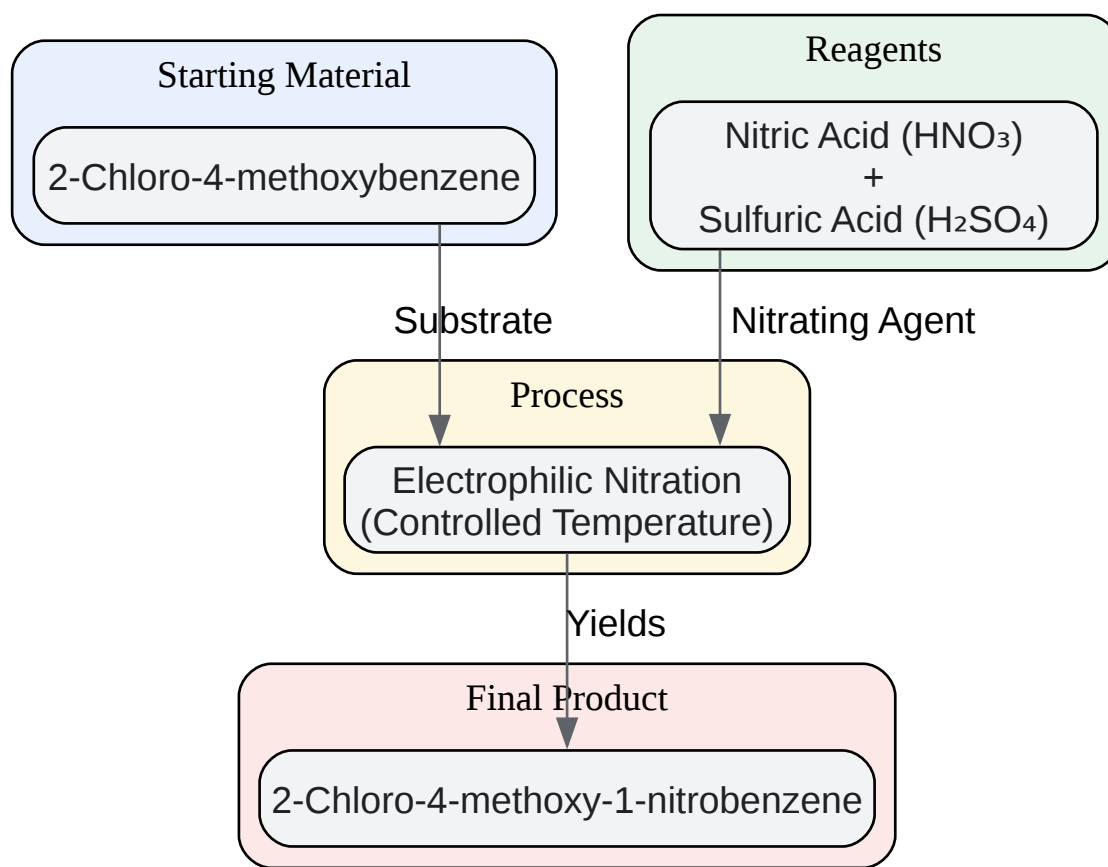 Starting Material
2-Chloro-4-methoxybenzene
Reagents
Nitric Acid (HNO₃)
+
Sulfuric Acid (H₂SO₄)
Substrate
Nitrating Agent
Process
Electrophilic Nitration
(Controlled Temperature)
Yields
Final Product
2-Chloro-4-methoxy-1-nitrobenzene